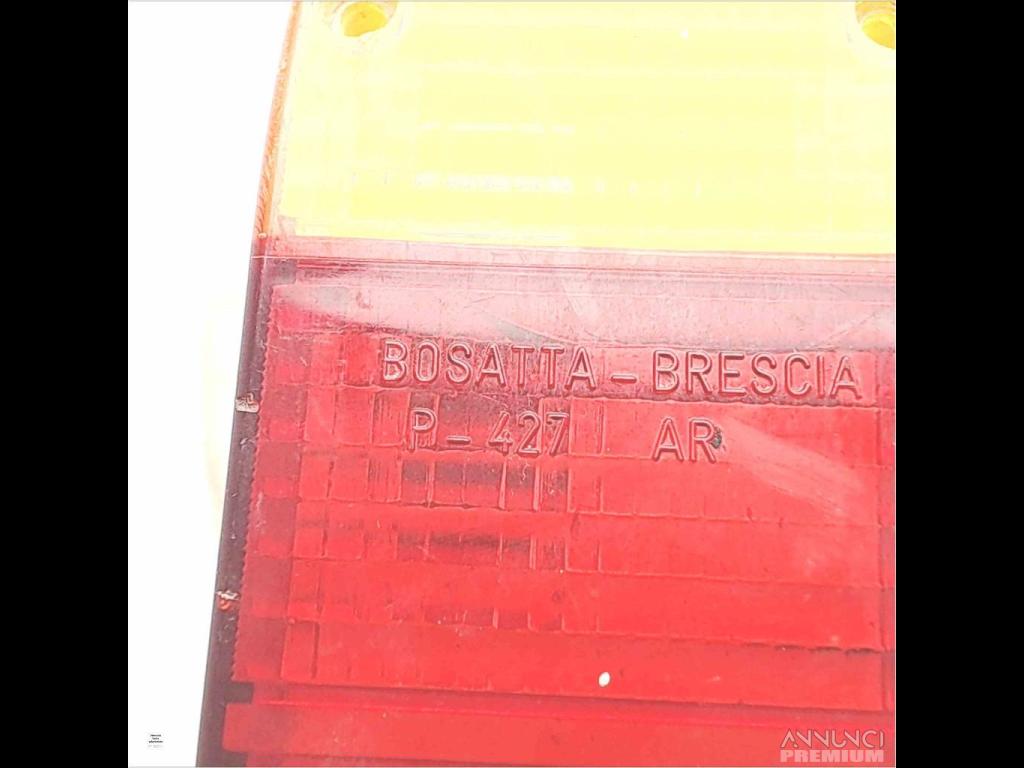 BOSATTA - BRESCIA
P - 427 AR
ANNUNCI
PREMIUM